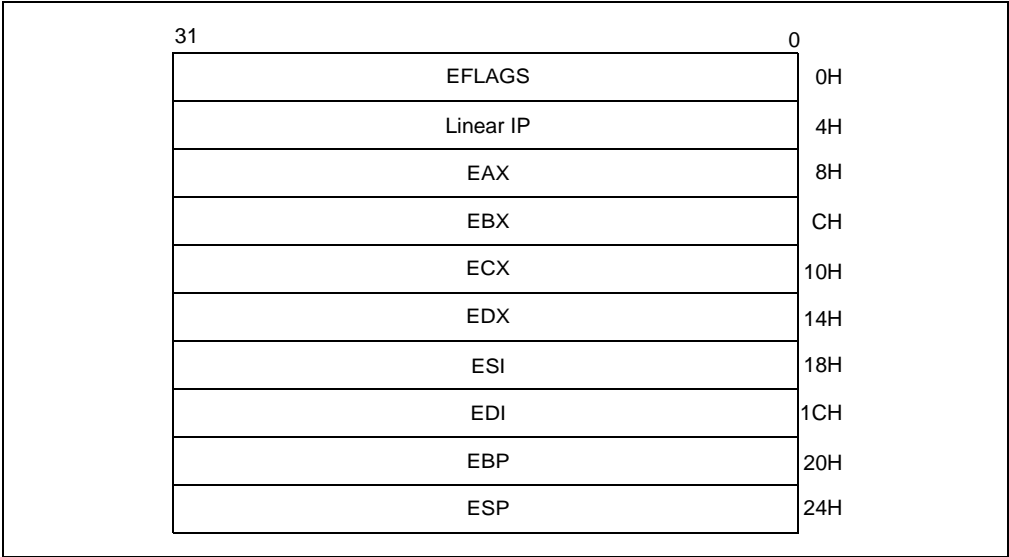 31 0
EFLAGS 0H
Linear IP 4H
EAX 8H
EBX CH
ECX 10H
EDX 14H
ESI 18H
EDI 1CH
EBP 20H
ESP 24H